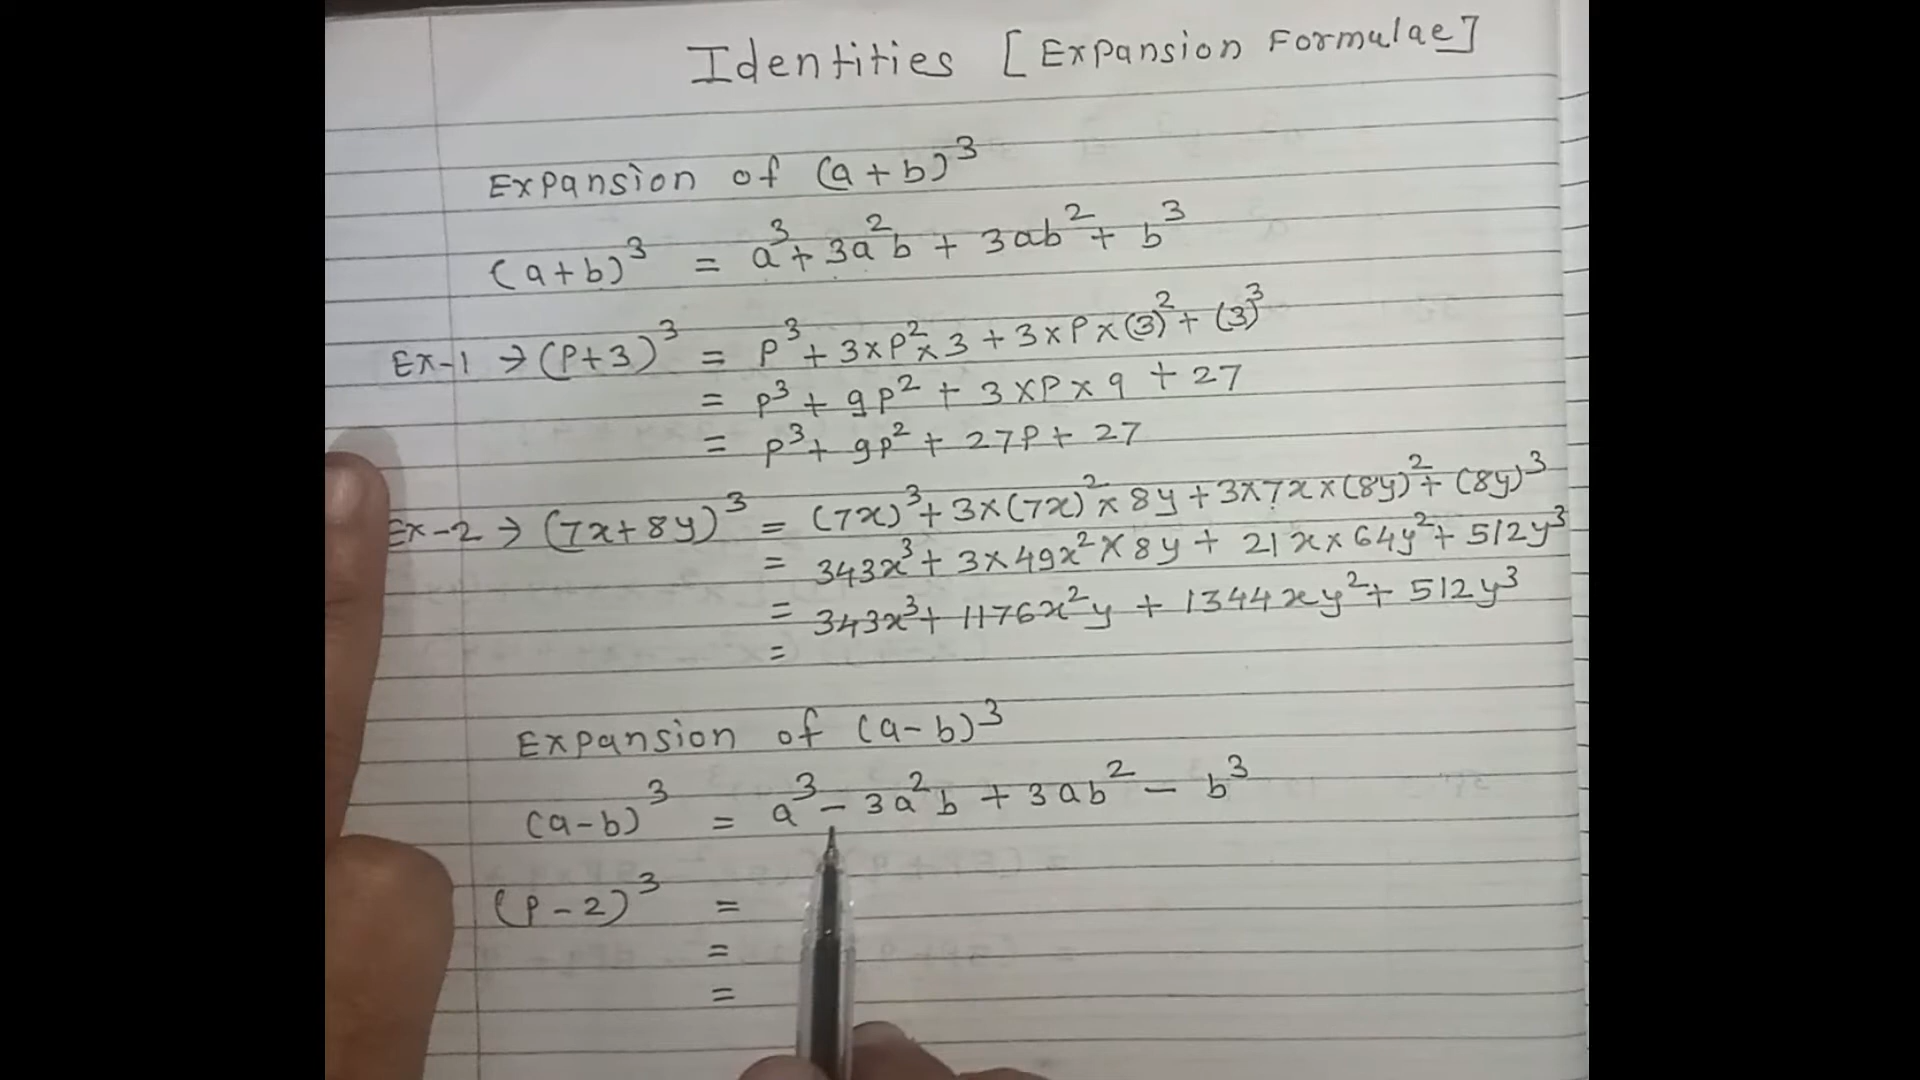 Identities [Expansion Formulae]
Expansion of (a+b)³
(a+b)³ = a³+3a²b + 3ab²+ b³
Ex-1 → (P+3)³ = P³+3×P²×3+3×P×(3)²+(3)³
= P³+ 9P²+ 3×P×9 +27
= P³+ 9P²+ 27P+ 27
Ex-2 → (7x+8y)³ = (7x)³+3×(7x)²×8y+3×7x×(8y)²+(8y)³
= 343x³+3×49x²×8y+ 21x×64y²+512y³
= 343x³+1176x²y + 1344xy²+ 512y³
=
Expansion of (a-b)³
(a-b)³ = a³-3a²b +3ab²- b³
(P-2)³ =
=
=